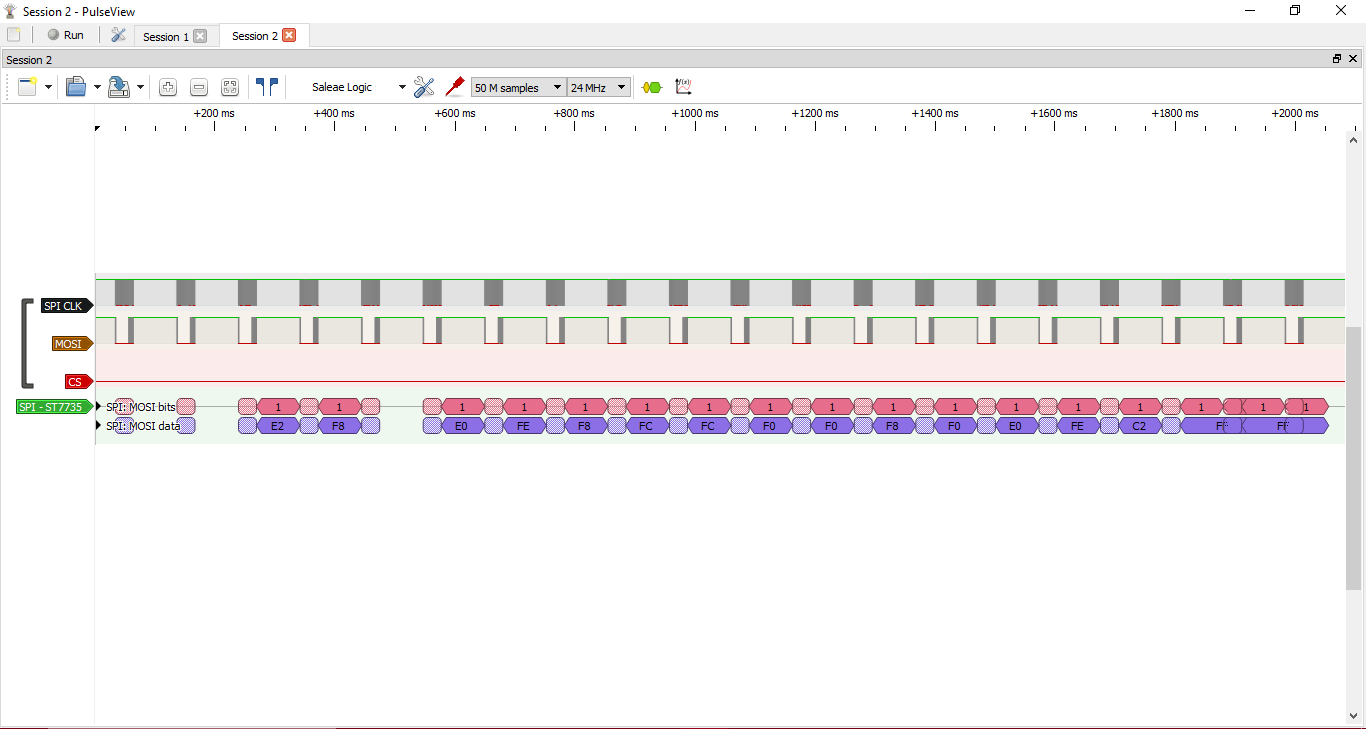 Session 2 - PulseView
Run Session 1 Session 2
Session 2
Saleae Logic 50 M samples 24 MHz f(x)
+200 ms +400 ms +600 ms +800 ms +1000 ms +1200 ms +1400 ms +1600 ms +1800 ms +2000 ms
SPI CLK
MOSI
CS
SPI - ST7735 SPI: MOSI bits 1 1 1 1 1 1 1 1 1 1 1 1 1 1 1 1 1
SPI: MOSI data E2 F8 E0 FE F8 FC FC F0 F0 F8 F0 E0 FE C2